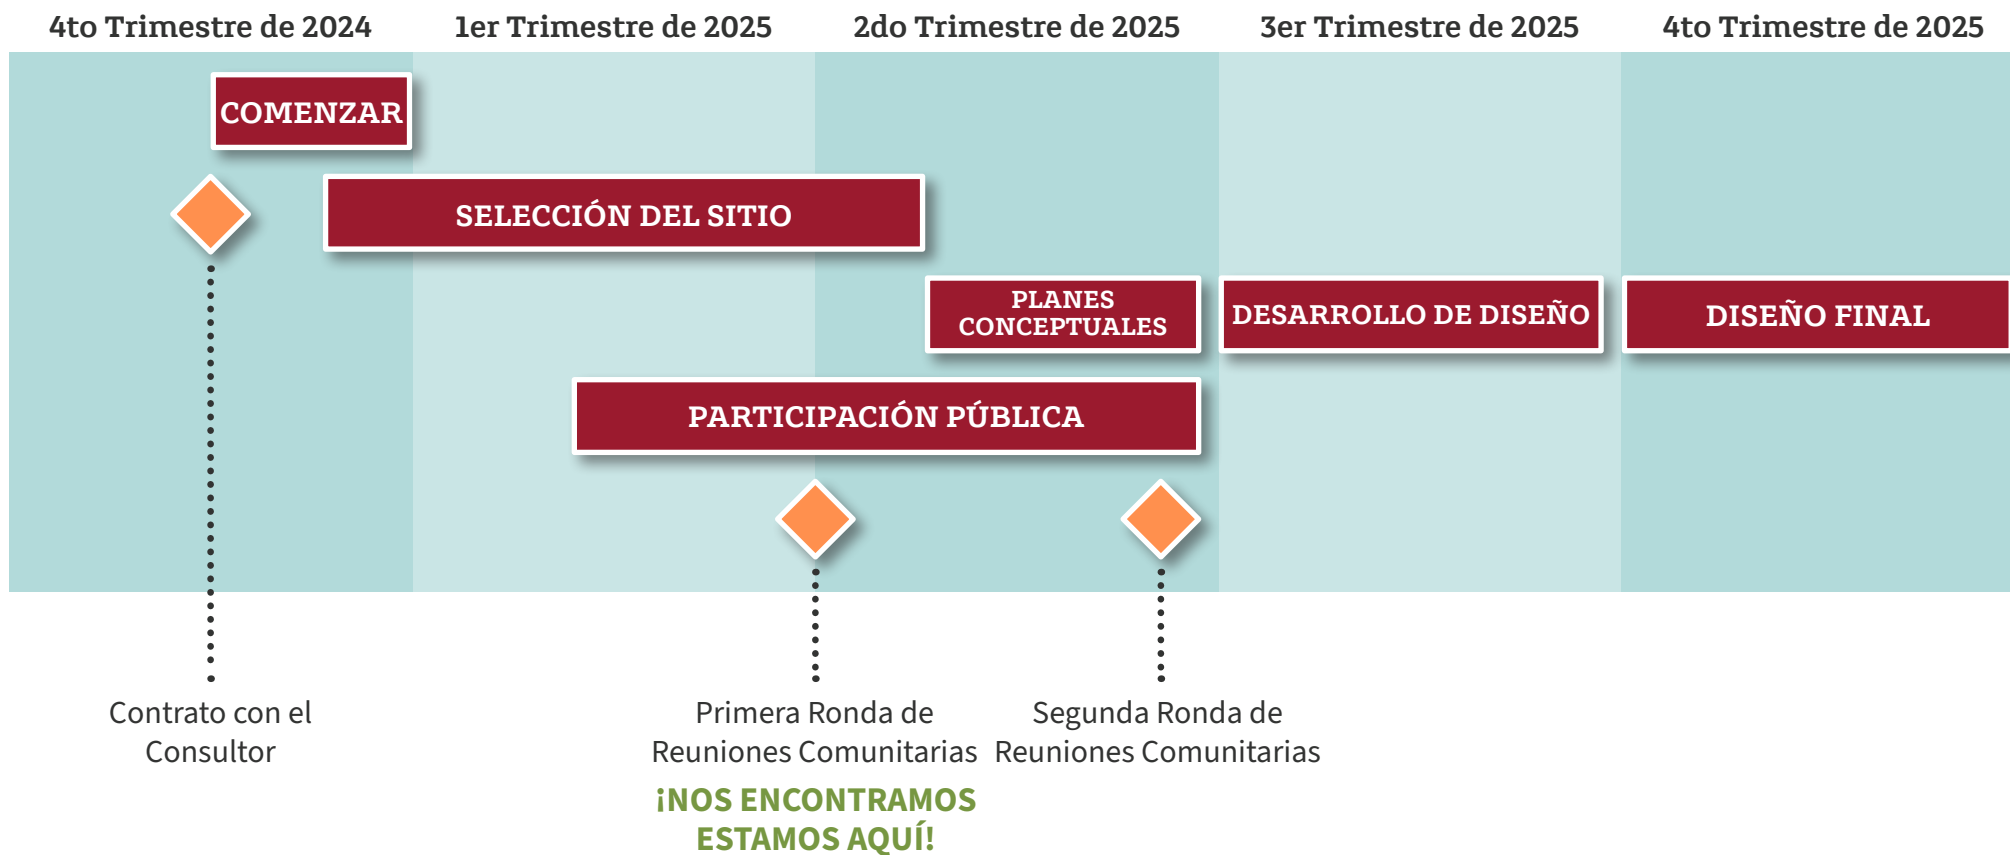 4to Trimestre de 2024
1er Trimestre de 2025
2do Trimestre de 2025
3er Trimestre de 2025
4to Trimestre de 2025
COMENZAR
SELECCIÓN DEL SITIO
PLANES
CONCEPTUALES
DESARROLLO DE DISEÑO
DISEÑO FINAL
PARTICIPACIÓN PÚBLICA
Contrato con el
Consultor
Primera Ronda de
Reuniones Comunitarias
¡NOS ENCONTRAMOS
ESTAMOS AQUÍ!
Segunda Ronda de
Reuniones Comunitarias